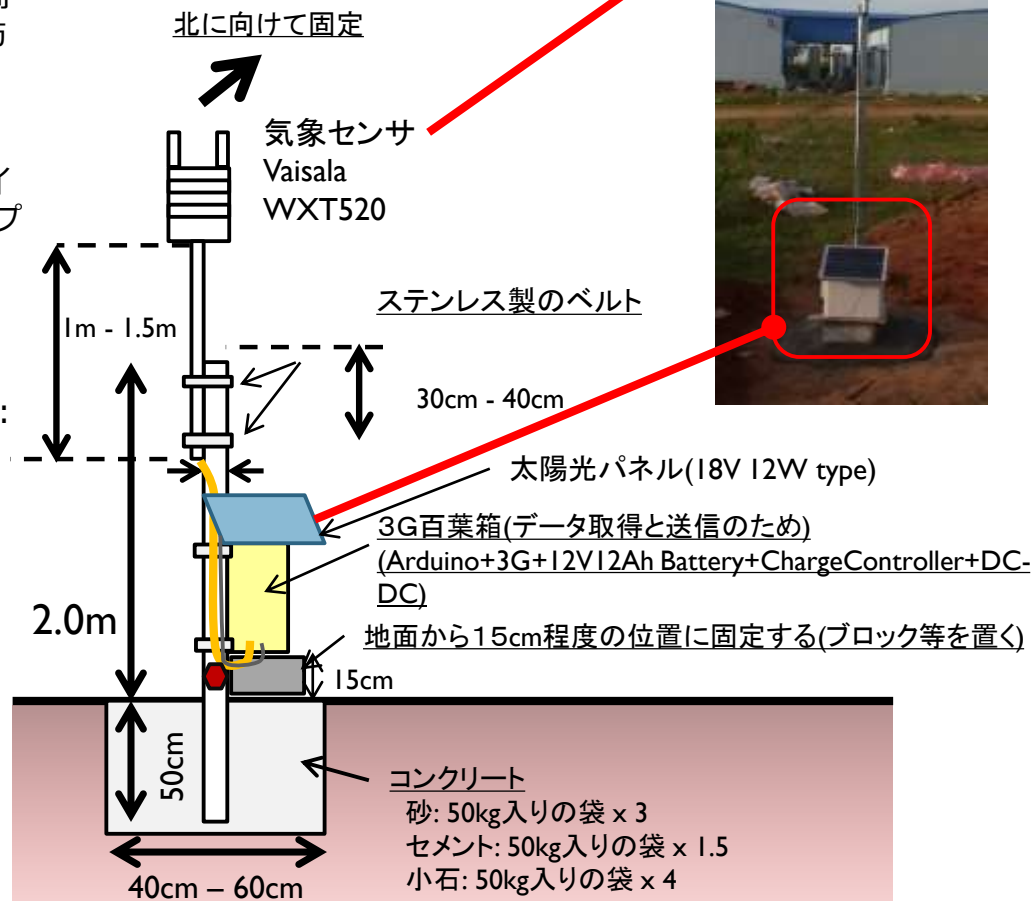 北に向けて固定
気象センサ
Vaisala
WXT520
イ
プ
1m - 1.5m
ステンレス製のベルト
30cm - 40cm
:
太陽光パネル(18V 12W type)
3G百葉箱(データ取得と送信のため)
(Arduino+3G+12V12Ah Battery+ChargeController+DC-
DC)
2.0m
地面から15cm程度の位置に固定する(ブロック等を置く)
15cm
50cm
コンクリート
砂: 50kg入りの袋 x 3
セメント: 50kg入りの袋 x 1.5
小石: 50kg入りの袋 x 4
40cm – 60cm